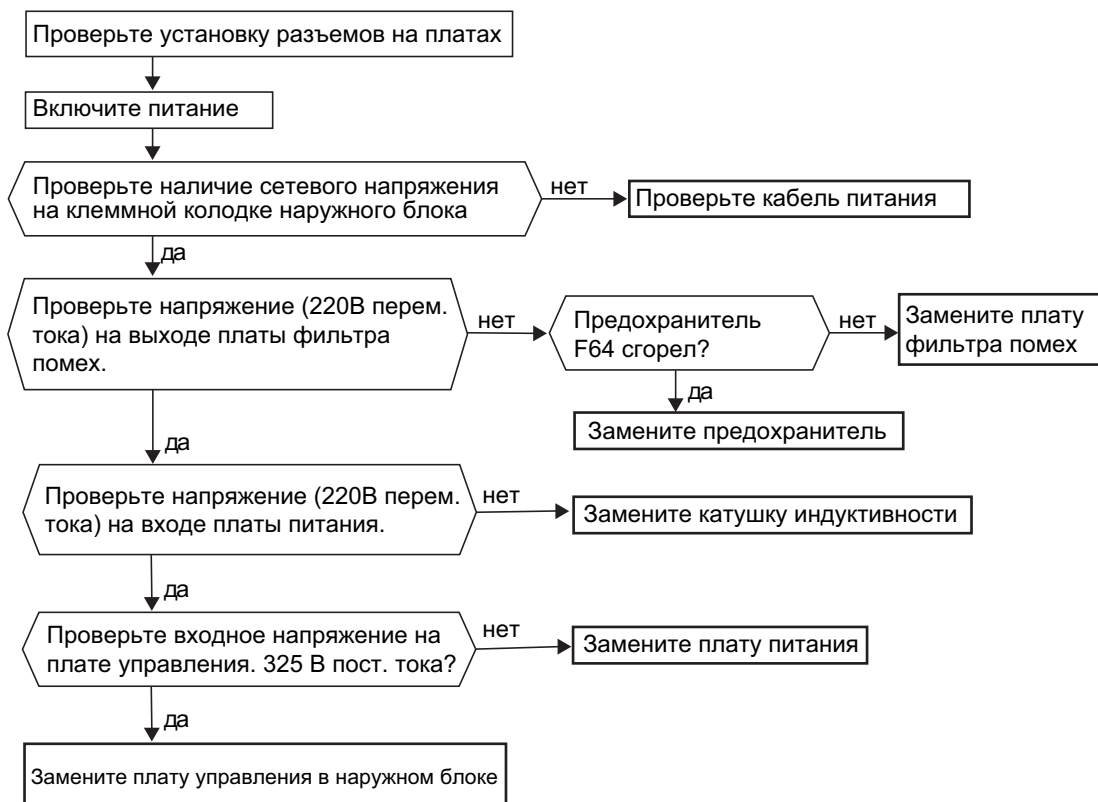 Проверьте установку разъемов на платах
Включите питание
Проверьте наличие сетевого напряжения
на клеммной колодке наружного блока
нет
Проверьте кабель питания
да
Проверьте напряжение (220В перем.
тока) на выходе платы фильтра
помех.
нет
Предохранитель
F64 сгорел?
нет
Замените плату
фильтра помех
да
Замените предохранитель
да
Проверьте напряжение (220В перем.
тока) на входе платы питания.
нет
Замените катушку индуктивности
да
Проверьте входное напряжение на
плате управления. 325 В пост. тока?
нет
Замените плату питания
да
Замените плату управления в наружном блоке